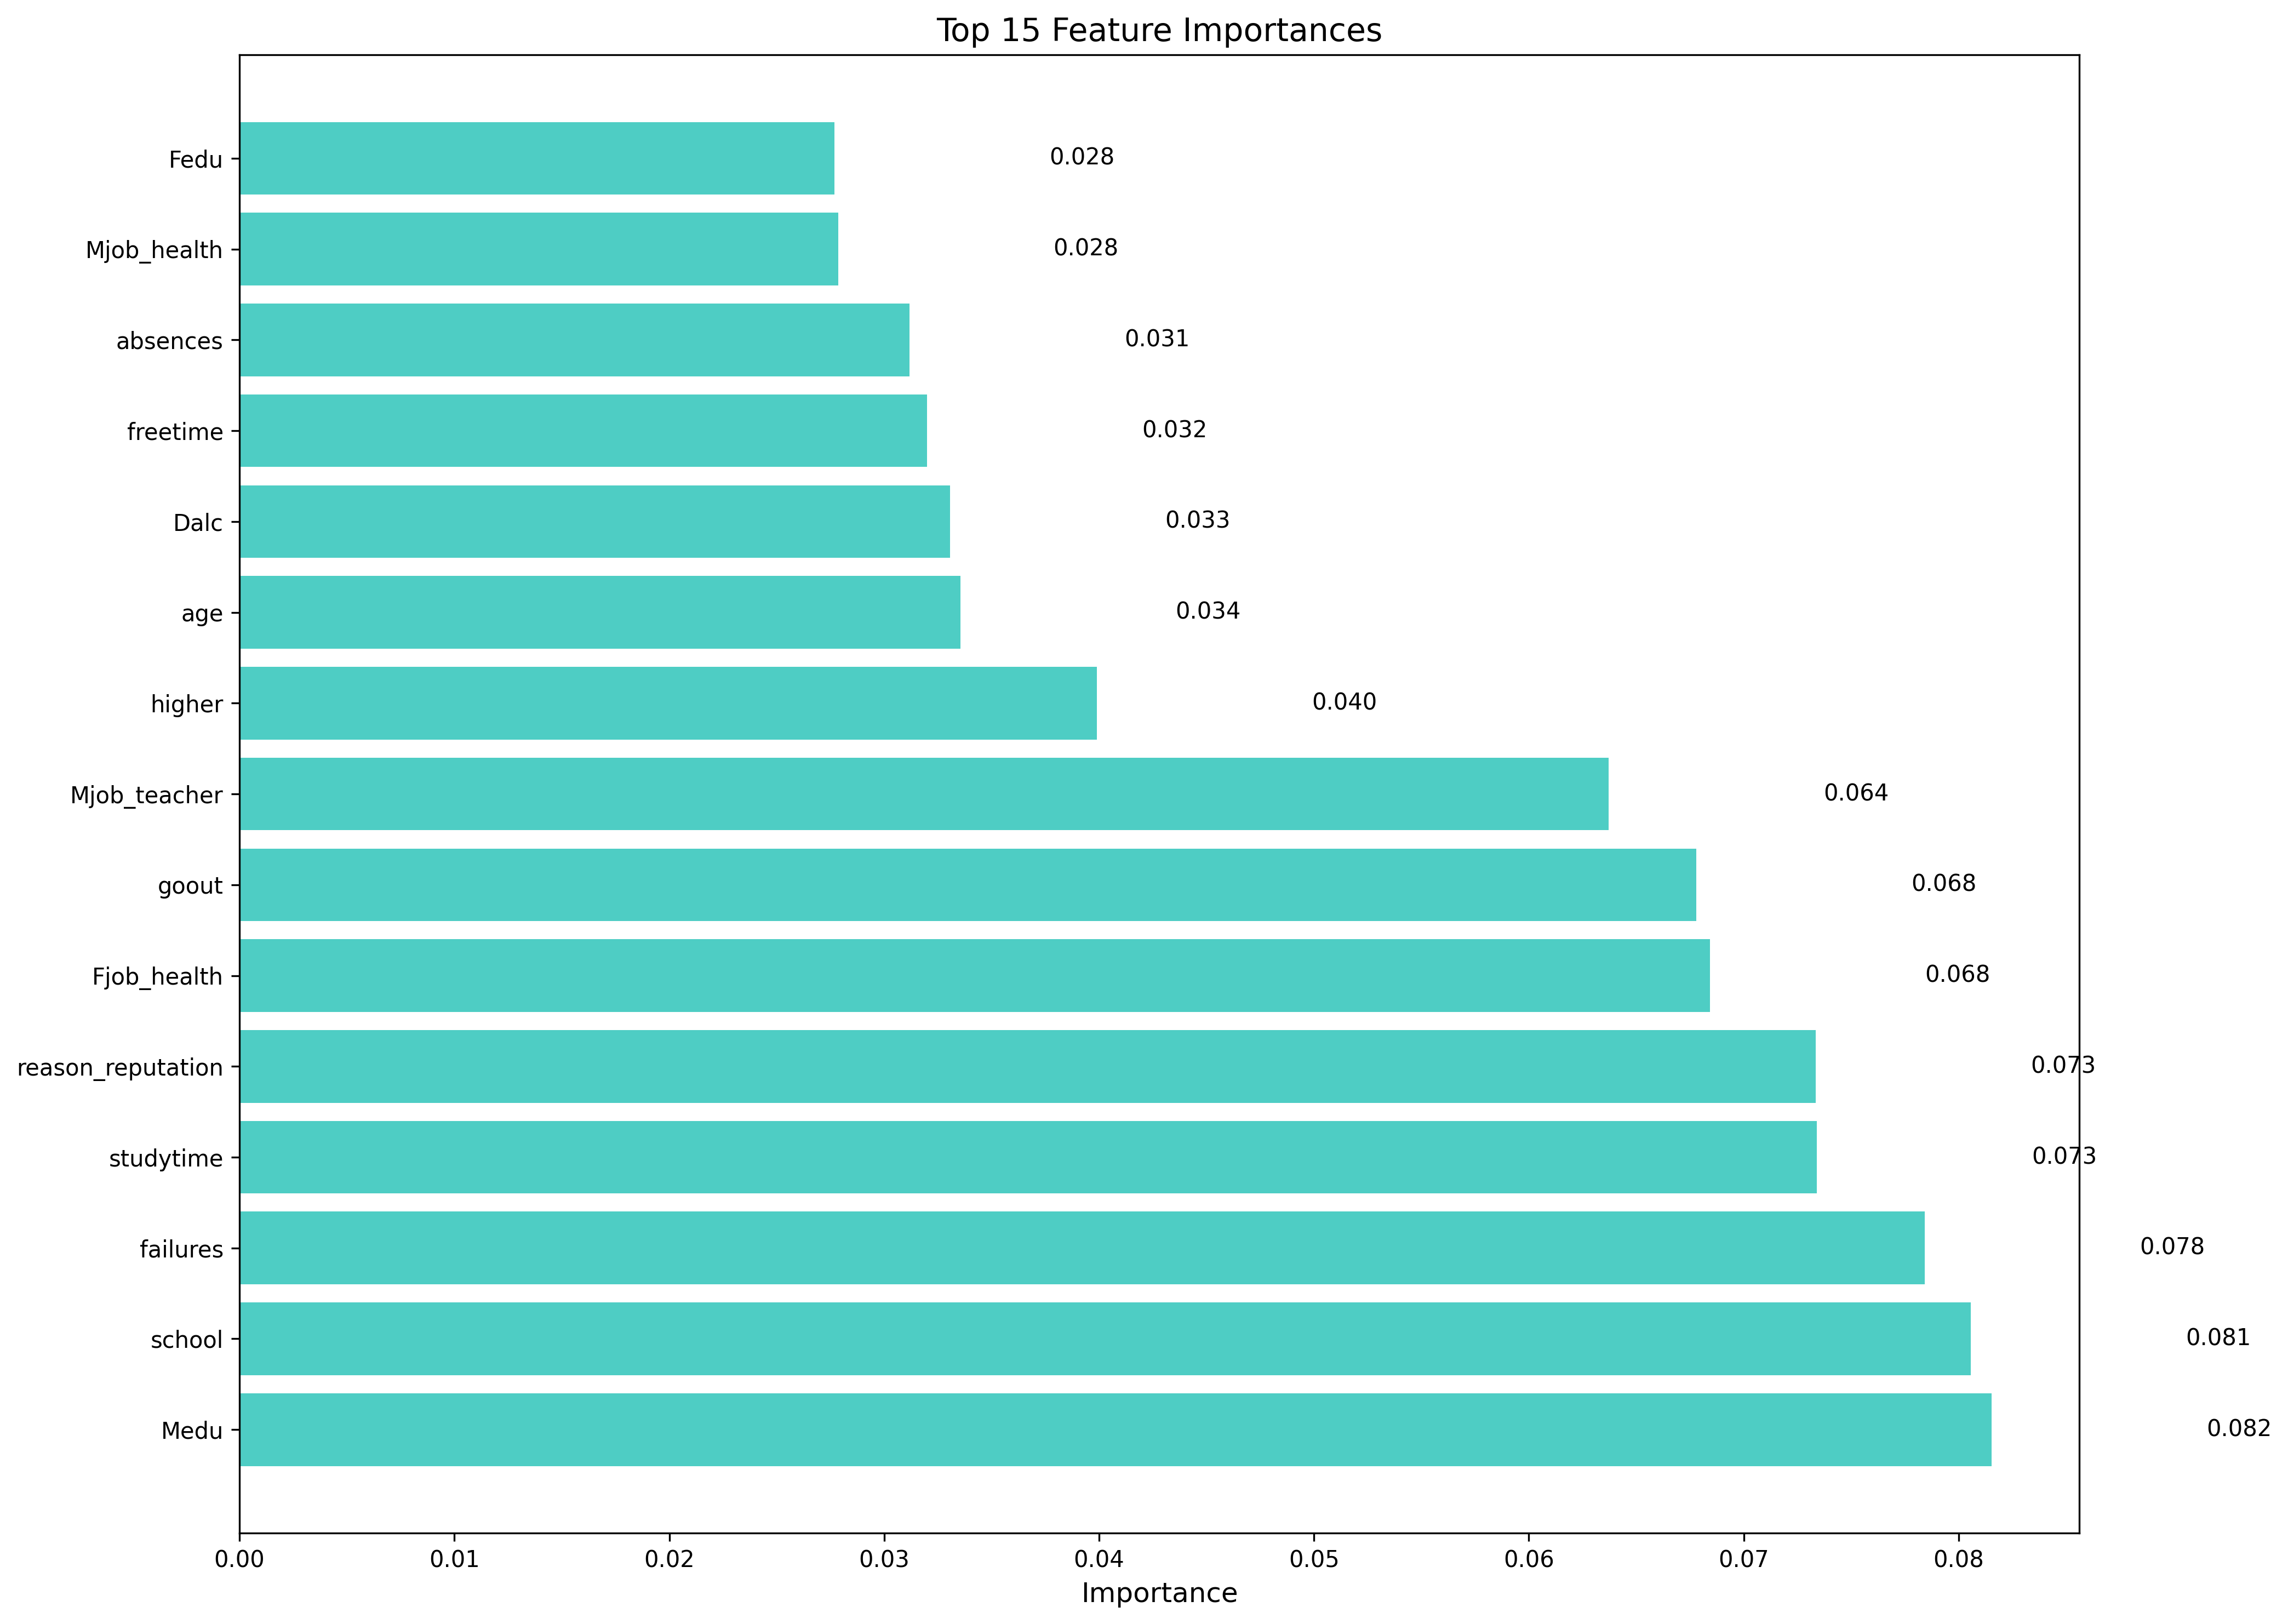 Top 15 Feature Importances
Fedu 0.028
Mjob_health 0.028
absences 0.031
freetime 0.032
Dalc 0.033
age 0.034
higher 0.040
Mjob_teacher 0.064
goout 0.068
Fjob_health 0.068
reason_reputation 0.073
studytime 0.073
failures 0.078
school 0.081
Medu 0.082
0.00 0.01 0.02 0.03 0.04 0.05 0.06 0.07 0.08
Importance